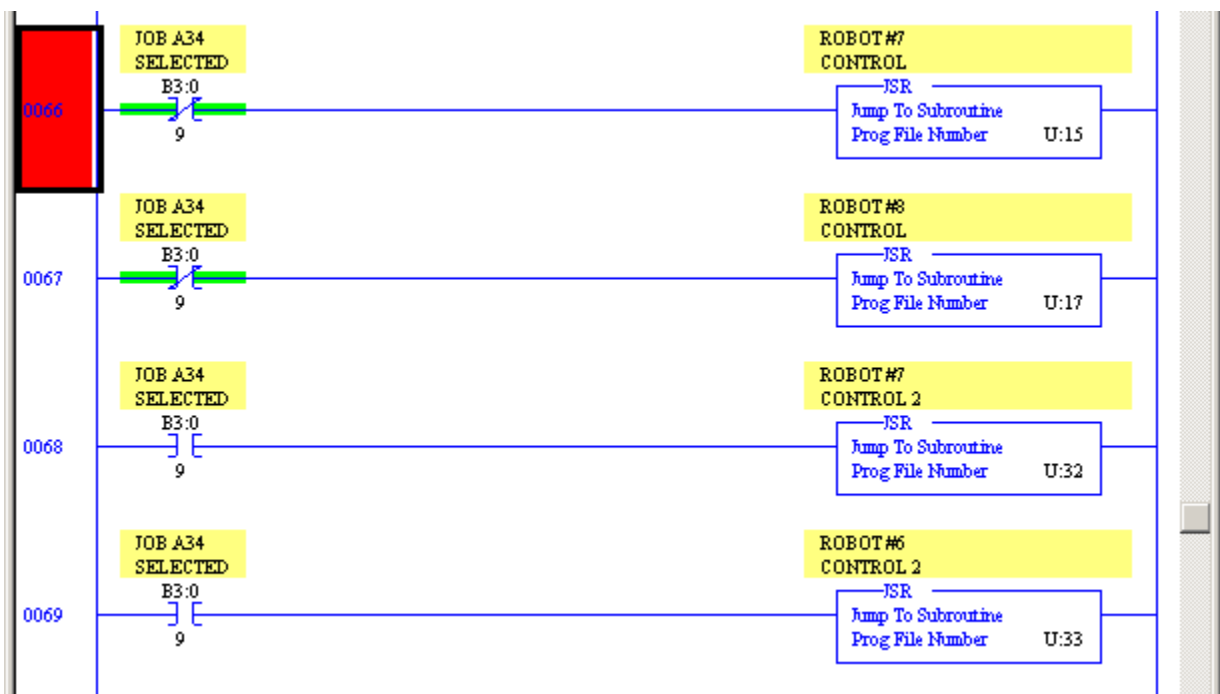 JOB A34
SELECTED
ROBOT #7
CONTROL
B3:0
JSR
0066
Jump To Subroutine
9
Prog File Number U:15
JOB A34
SELECTED
ROBOT #8
CONTROL
B3:0
JSR
0067
Jump To Subroutine
9
Prog File Number U:17
JOB A34
SELECTED
ROBOT #7
CONTROL 2
B3:0
JSR
0068
Jump To Subroutine
9
Prog File Number U:32
JOB A34
SELECTED
ROBOT #6
CONTROL 2
B3:0
JSR
0069
Jump To Subroutine
9
Prog File Number U:33